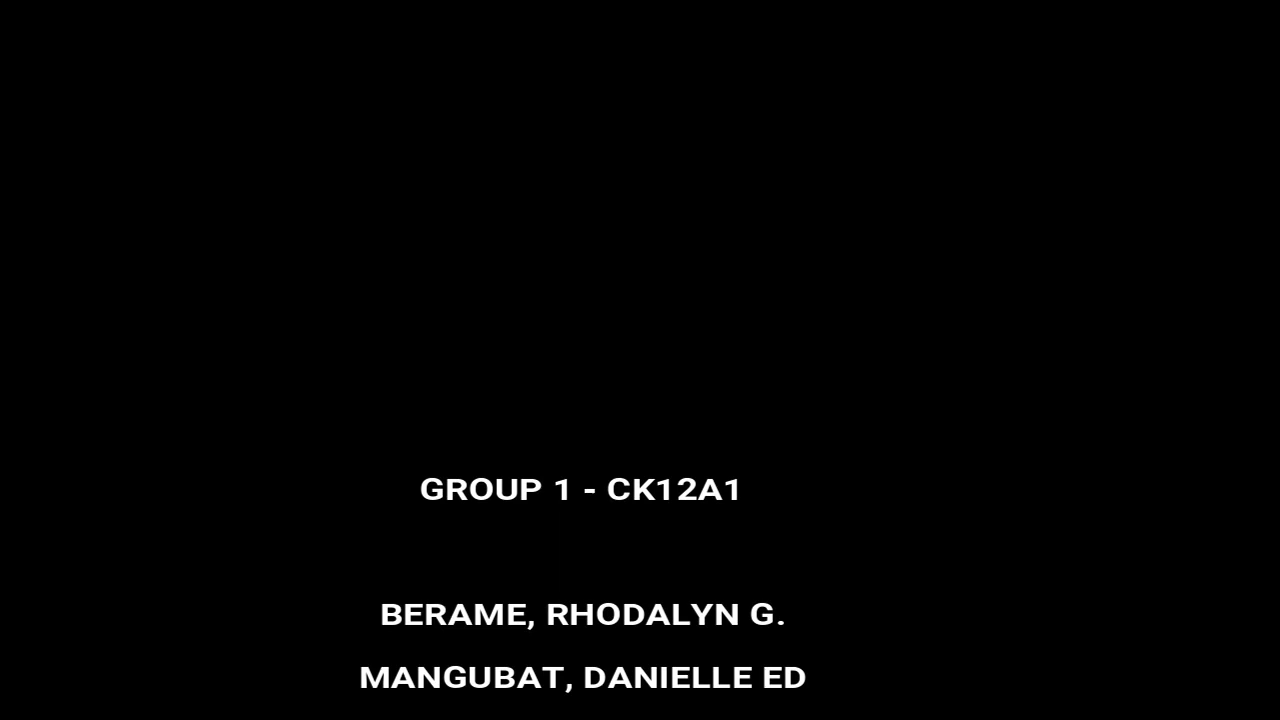 GROUP 1 - CK12A1
BERAME, RHODALYN G.
MANGUBAT, DANIELLE ED